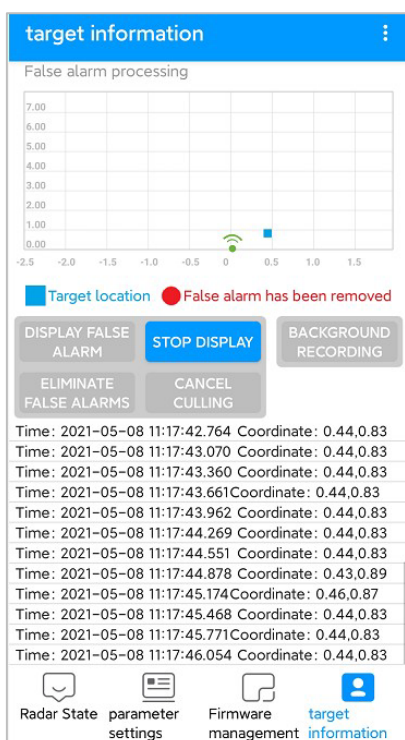 target information
False alarm processing
7.00
6.00
5.00
4.00
3.00
2.00
1.00
0.00
-2.5 -2.0 -1.5 -1.0 -0.5 0 0.5 1.0 1.5
Target location False alarm has been removed
DISPLAY FALSE
ALARM
STOP DISPLAY
BACKGROUND
RECORDING
ELIMINATE
FALSE ALARMS
CANCEL
CULLING
Time: 2021-05-08 11:17:42.764 Coordinate: 0.44,0.83
Time: 2021-05-08 11:17:43.070 Coordinate: 0.44,0.83
Time: 2021-05-08 11:17:43.360 Coordinate: 0.44,0.83
Time: 2021-05-08 11:17:43.661Coordinate: 0.44,0.83
Time: 2021-05-08 11:17:43.962 Coordinate: 0.44,0.83
Time: 2021-05-08 11:17:44.269 Coordinate: 0.44,0.83
Time: 2021-05-08 11:17:44.551 Coordinate: 0.44,0.83
Time: 2021-05-08 11:17:44.878 Coordinate: 0.43,0.89
Time: 2021-05-08 11:17:45.174Coordinate: 0.46,0.87
Time: 2021-05-08 11:17:45.468 Coordinate: 0.44,0.83
Time: 2021-05-08 11:17:45.771Coordinate: 0.44,0.83
Time: 2021-05-08 11:17:46.054 Coordinate: 0.44,0.83
Radar State
parameter
settings
Firmware
management
target
information